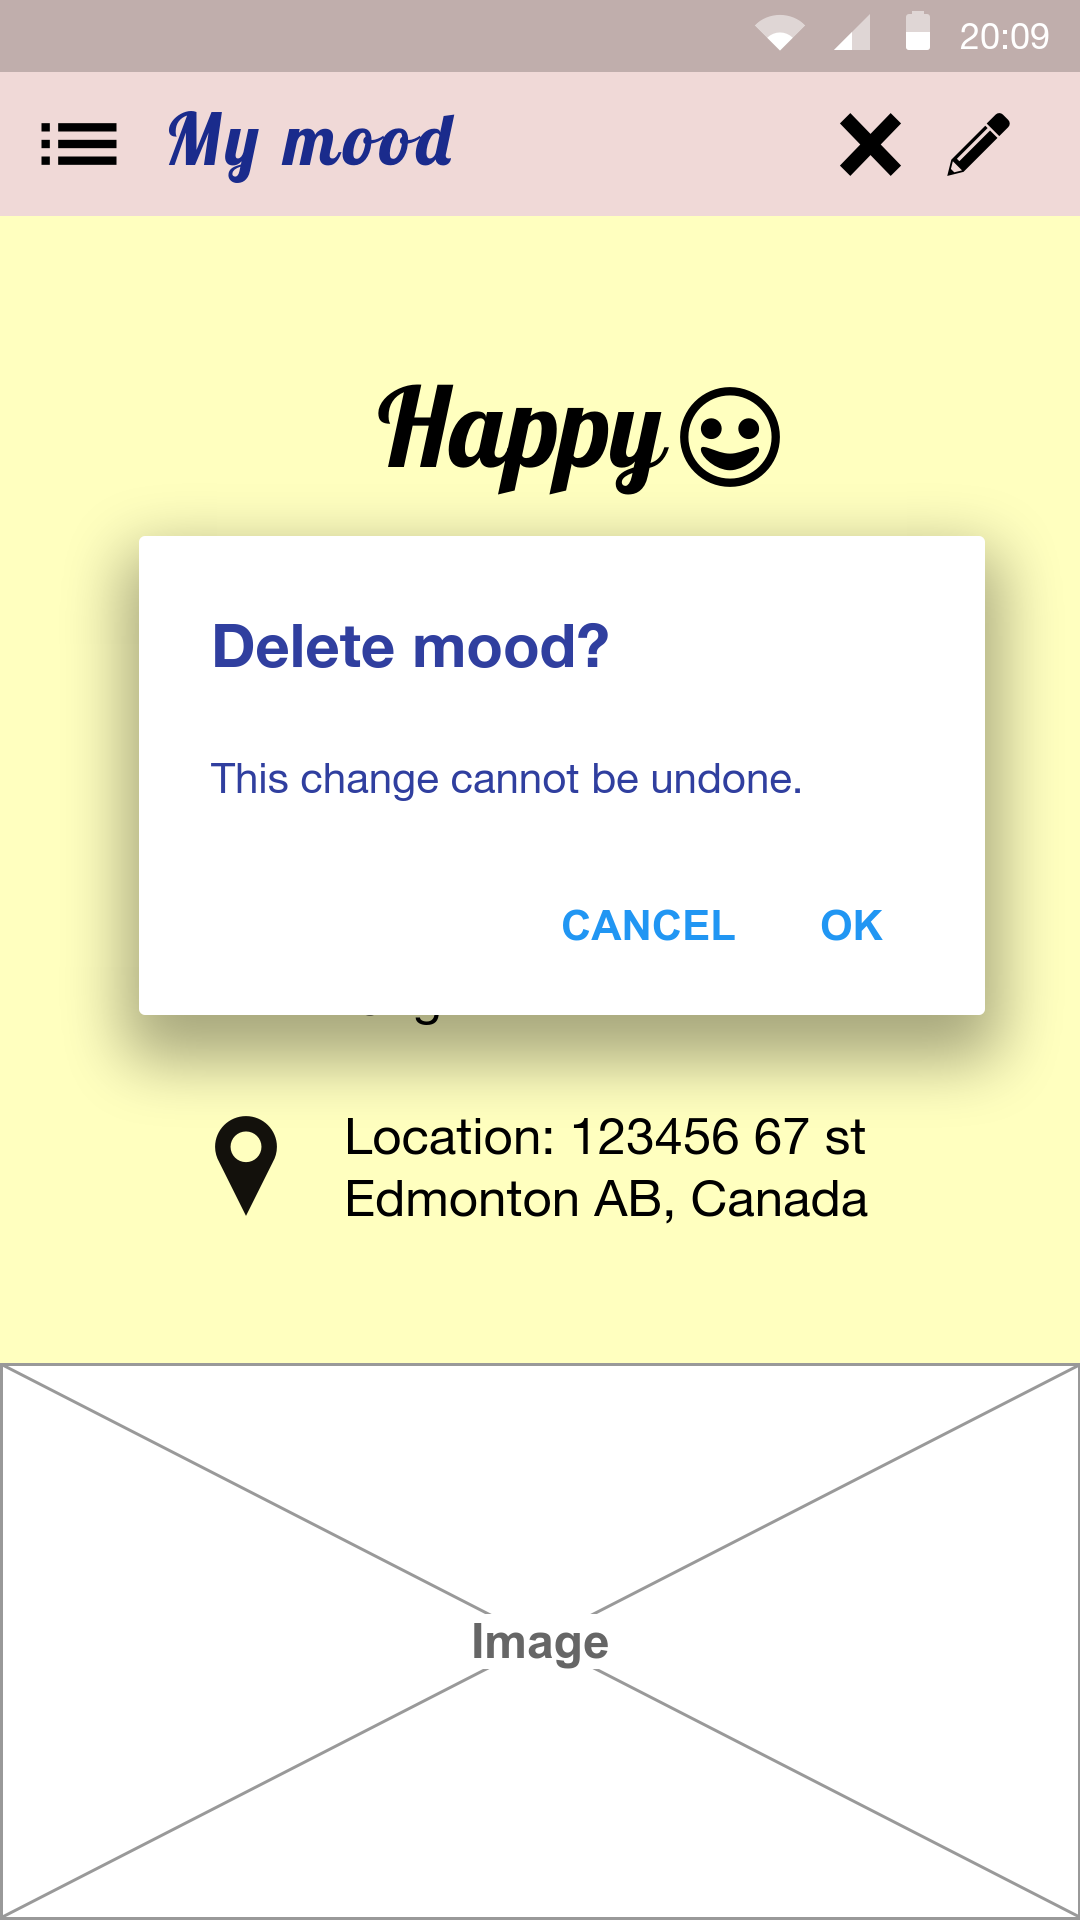 20:09
My mood
Happy
Delete mood?
This change cannot be undone.
CANCEL OK
Location: 123456 67 st
Edmonton AB, Canada
Image